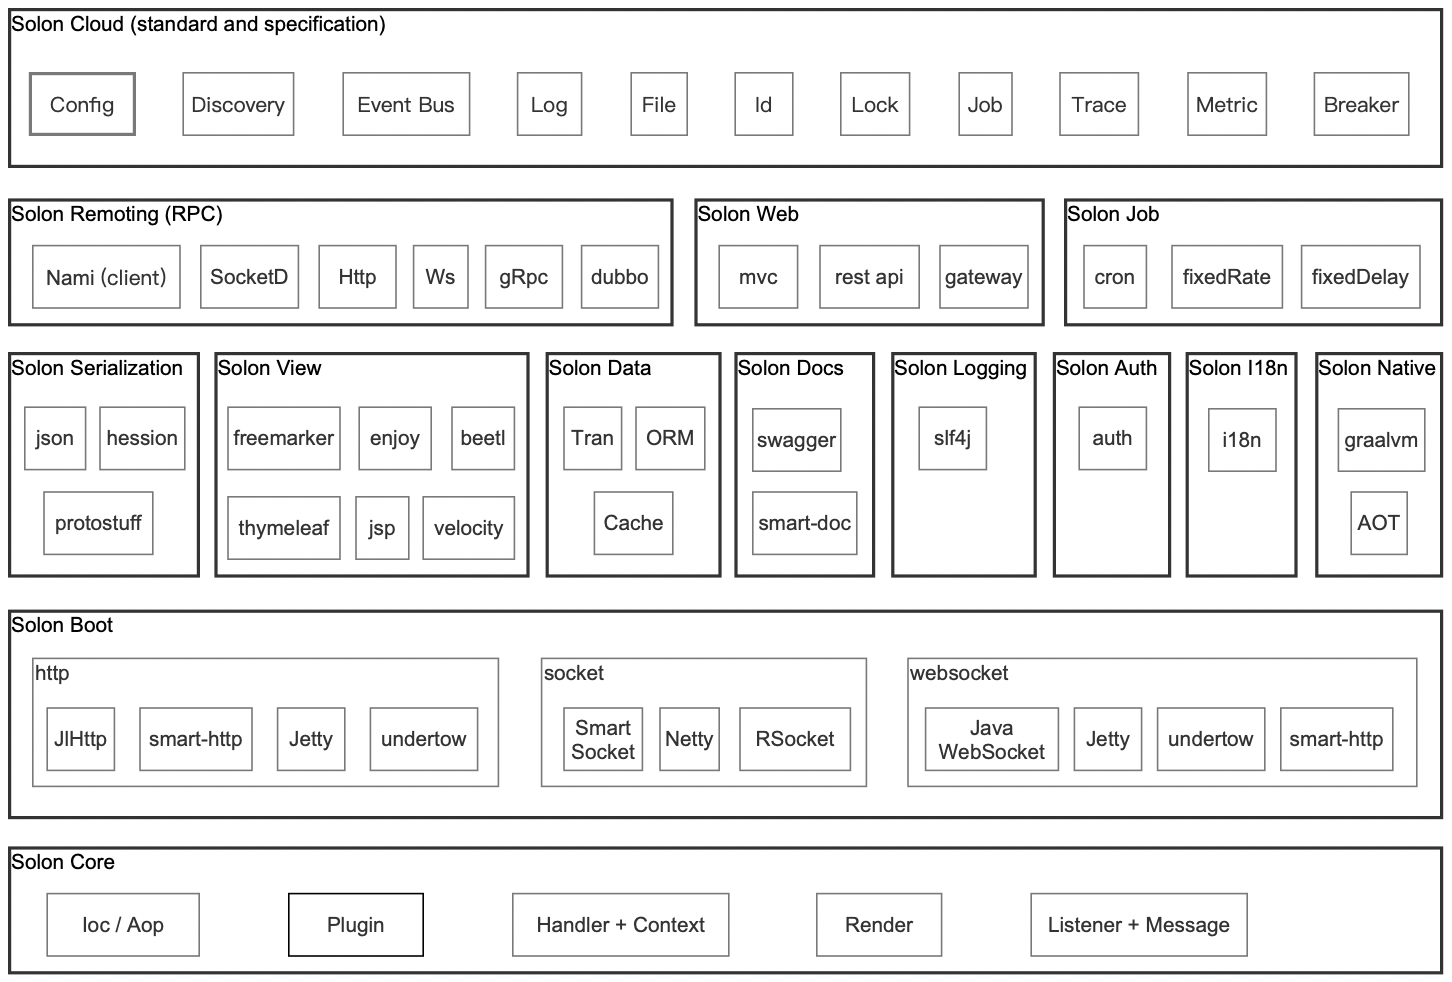 Solon Cloud (standard and specification)
Config Discovery Event Bus Log File Id Lock Job Trace Metric Breaker
Solon Remoting (RPC)
Nami (client) SocketD Http Ws gRpc dubbo
Solon Web
mvc rest api gateway
Solon Job
cron fixedRate fixedDelay
Solon Serialization
json hession
protostuff
Solon View
freemarker enjoy beetl
thymeleaf jsp velocity
Solon Data
Tran ORM
Cache
Solon Docs
swagger
smart-doc
Solon Logging
slf4j
Solon Auth
auth
Solon I18n
i18n
Solon Native
graalvm
AOT
Solon Boot
http
JlHttp smart-http Jetty undertow
socket
Smart
Socket
Netty RSocket
websocket
Java
WebSocket
Jetty undertow smart-http
Solon Core
Ioc / Aop Plugin Handler + Context Render Listener + Message